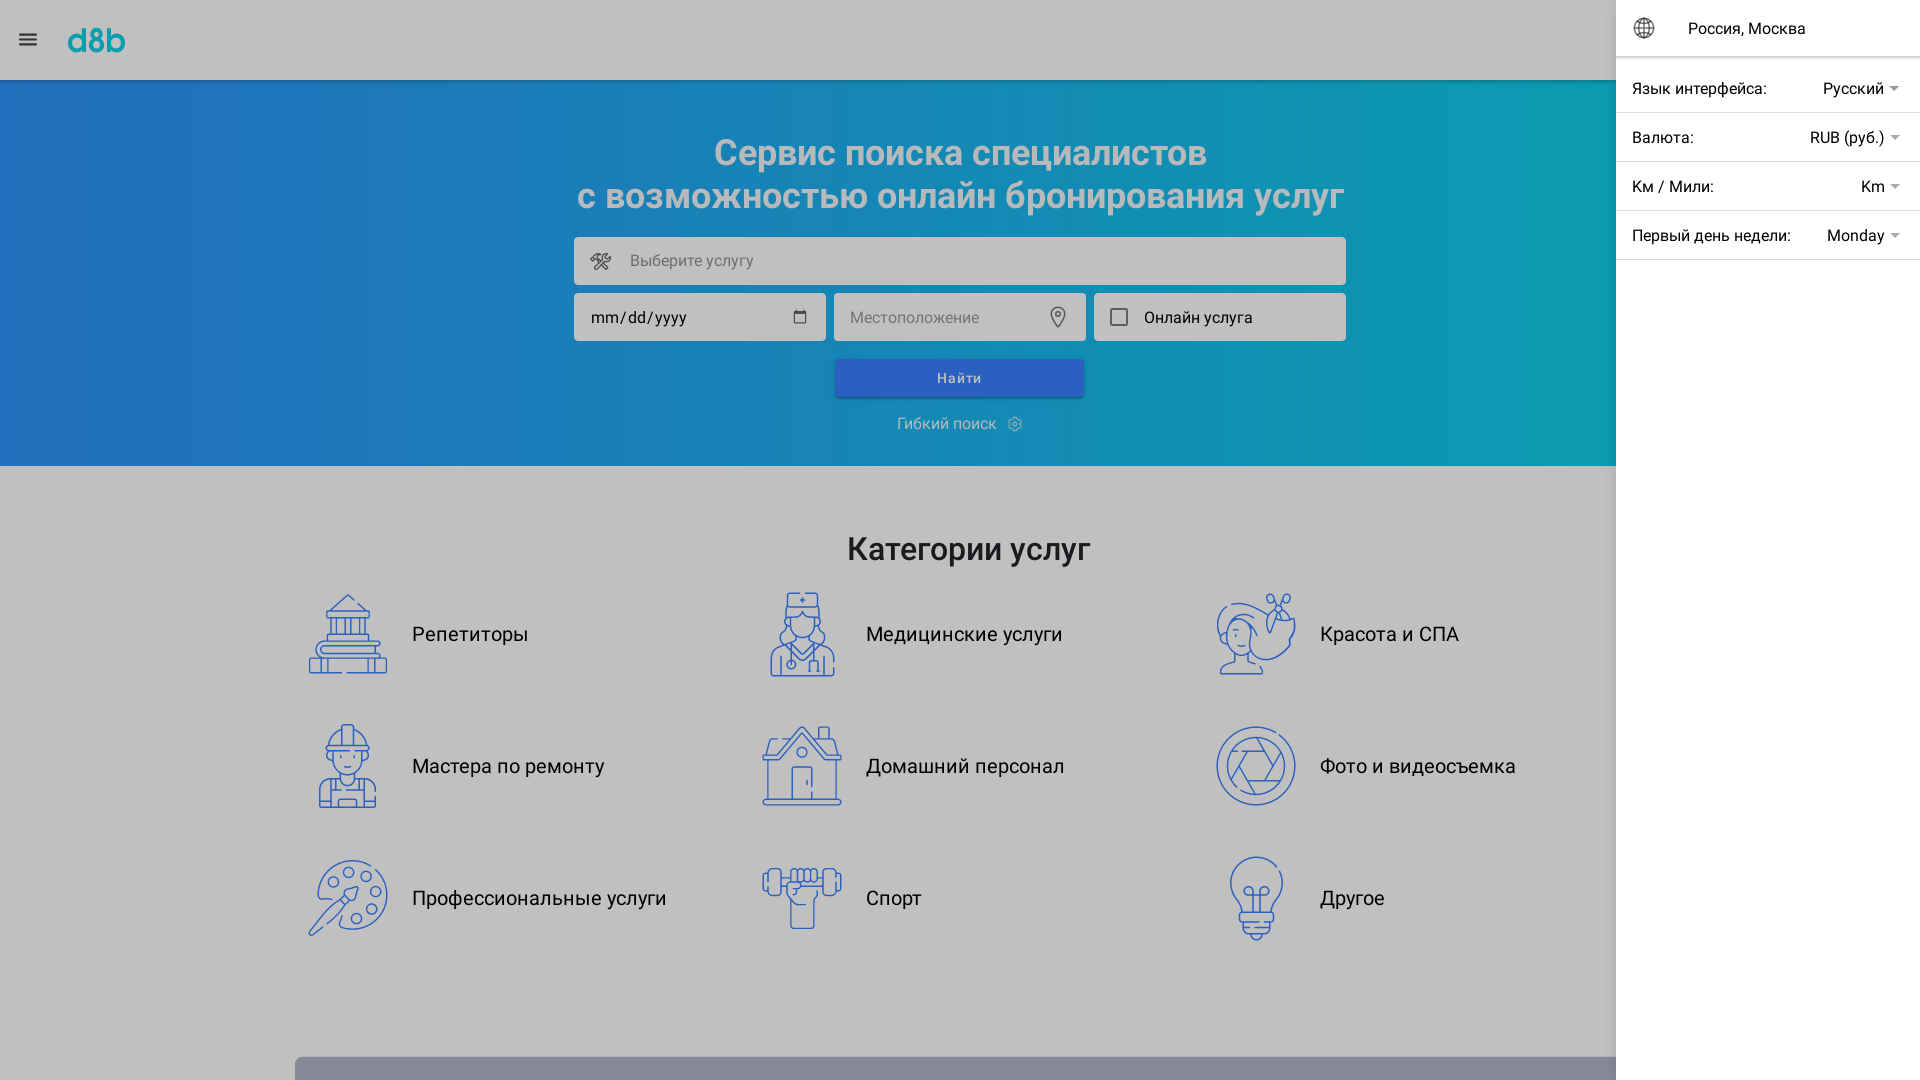 d8b
Россия, Москва
Язык интерфейса: Русский
Валюта: RUB (руб.)
Км / Мили: Km
Первый день недели: Monday
Сервис поиска специалистов
с возможностью онлайн бронирования услуг
Выберите услугу
mm/dd/yyyy
Местоположение
Онлайн услуга
Найти
Гибкий поиск
Категории услуг
Репетиторы
Медицинские услуги
Красота и СПА
Мастера по ремонту
Домашний персонал
Фото и видеосъемка
Профессиональные услуги
Спорт
Другое